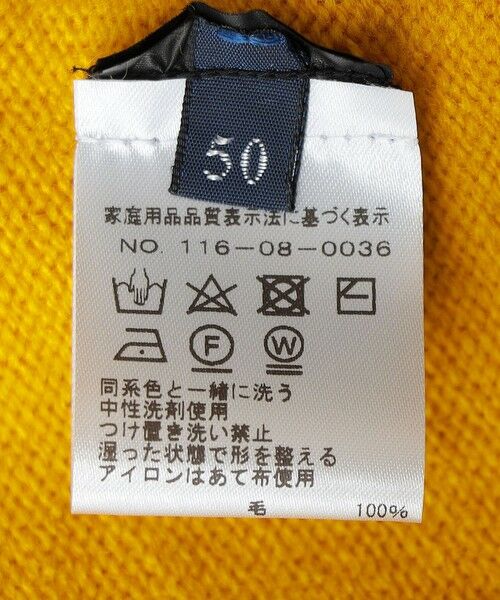 50
家庭用品品質表示法に基づく表示
NO. 116-08-0036
F W
同系色と一緒に洗う
中性洗剤使用
つけ置き洗い禁止
湿った状態で形を整える
アイロンはあて布使用
毛 100%